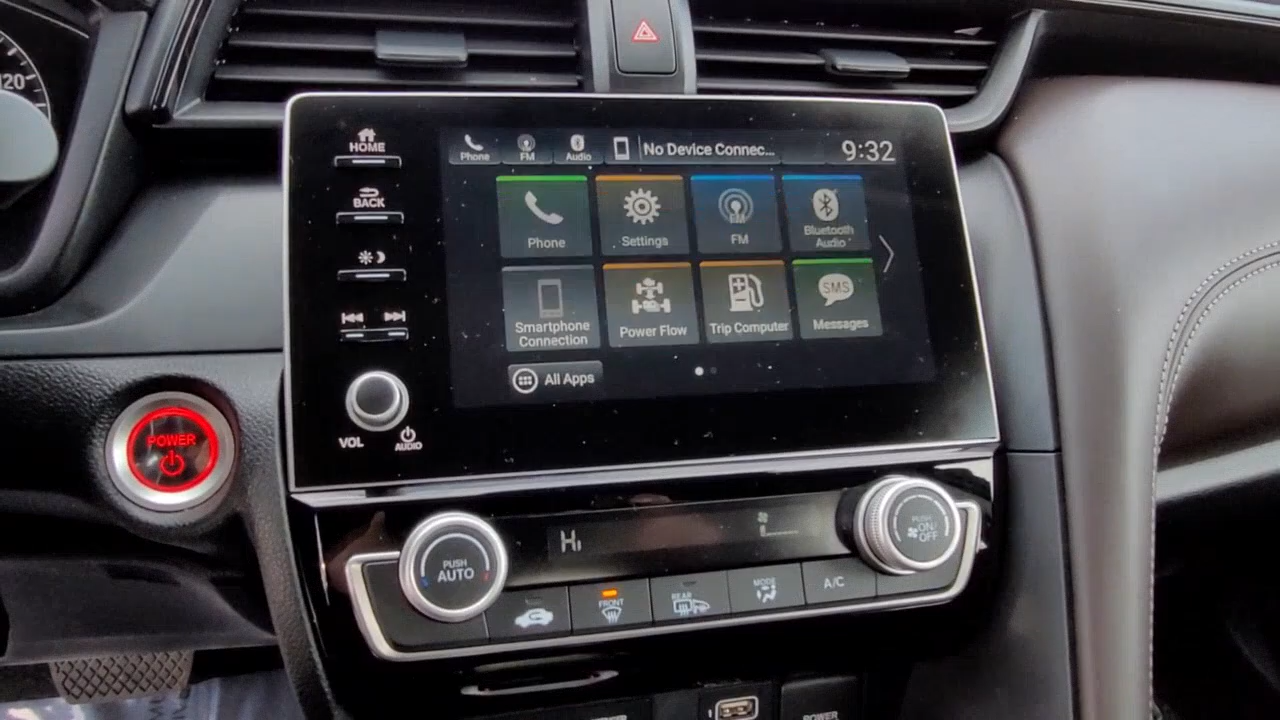 120
HOME
BACK
VOL
AUDIO
Phone
FM
Audio
No Device Connec...
9:32
Phone
Settings
FM
Bluetooth
Audio
Smartphone
Connection
Power Flow
Trip Computer
SMS
Messages
All Apps
POWER
PUSH
AUTO
Hi
PUSH
ON/
OFF
FRONT
REAR
MODE
A/C
POWER